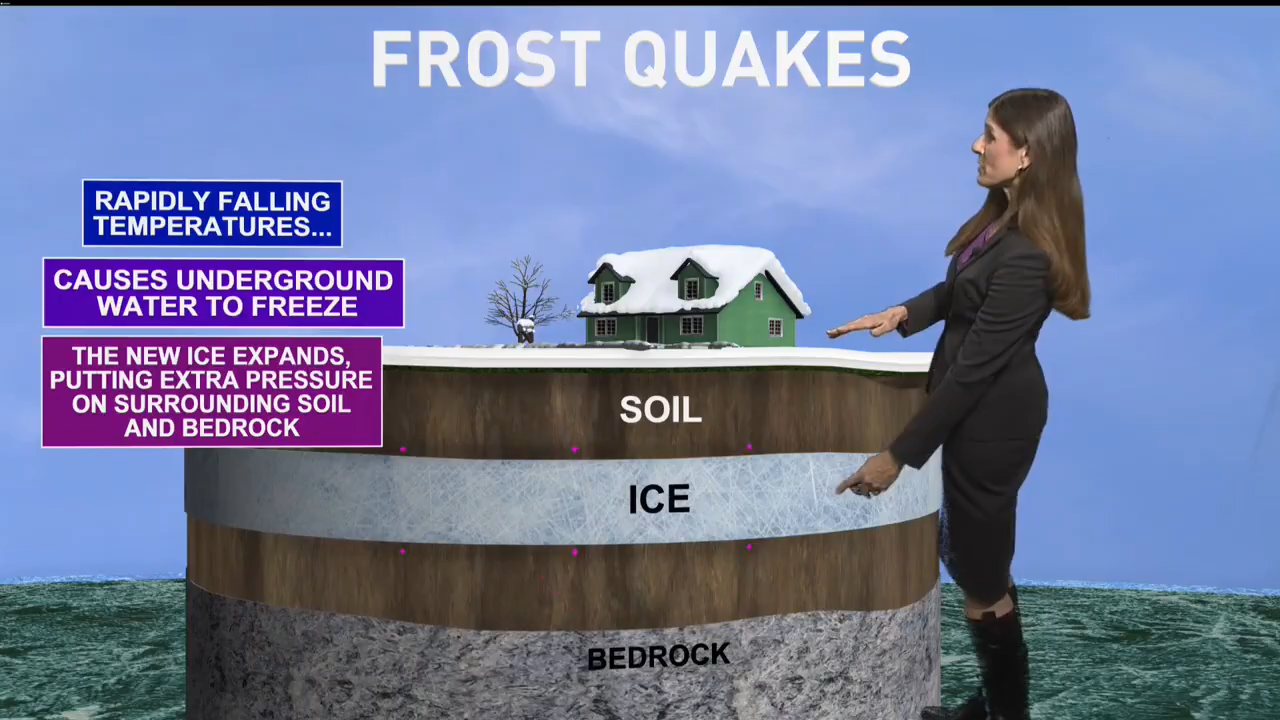 FROST QUAKES
RAPIDLY FALLING
TEMPERATURES...
CAUSES UNDERGROUND
WATER TO FREEZE
THE NEW ICE EXPANDS,
PUTTING EXTRA PRESSURE
ON SURROUNDING SOIL
AND BEDROCK
SOIL
ICE
BEDROCK